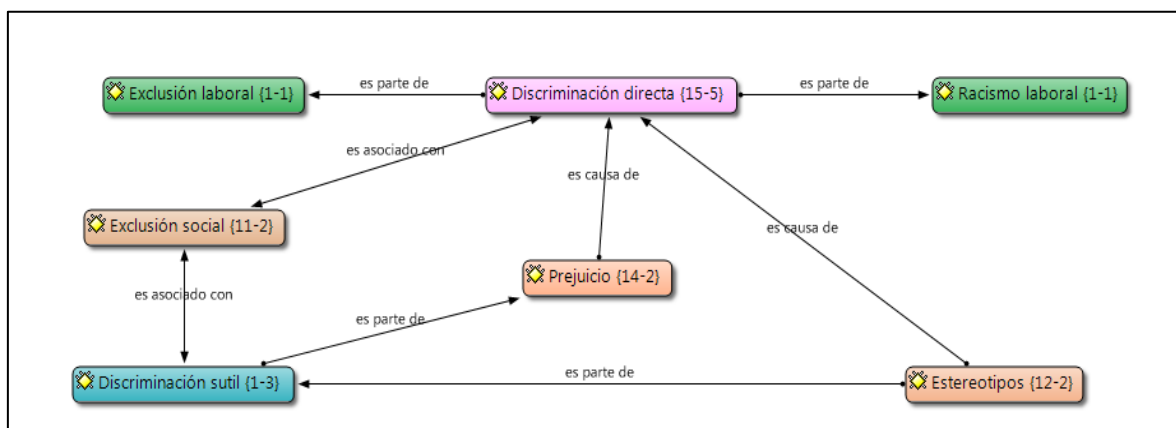 es parte de
es parte de
Exclusión laboral {1-1}
Discriminación directa {15-5}
Racismo laboral {1-1}
es asociado con
es causa de
Exclusión social {11-2}
es causa de
Prejuicio {14-2}
es asociado con
es parte de
es parte de
Discriminación sutil {1-3}
Estereotipos {12-2}